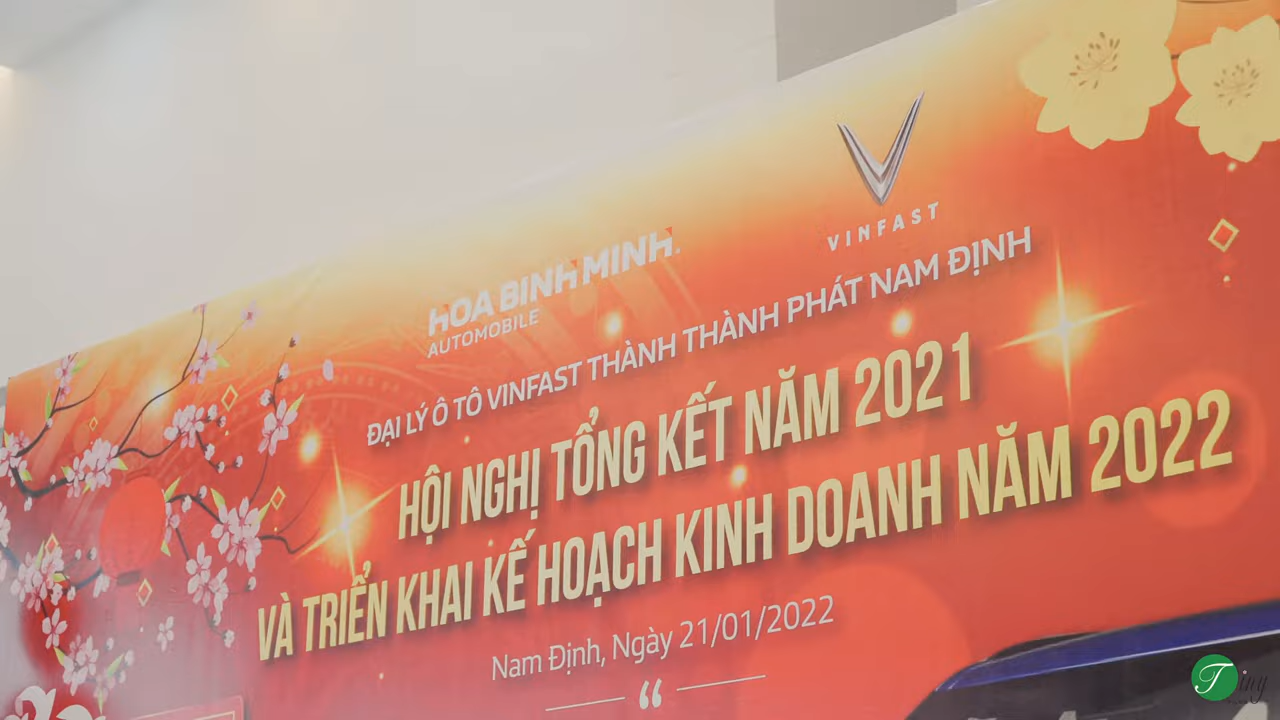 HOA BINH MINH
AUTOMOBILE
VINFAST
ĐẠI LÝ Ô TÔ VINFAST THÀNH THÀNH PHÁT NAM ĐỊNH
HỘI NGHỊ TỔNG KẾT NĂM 2021
VÀ TRIỂN KHAI KẾ HOẠCH KINH DOANH NĂM 2022
Nam Định, Ngày 21/01/2022
“
Tiny